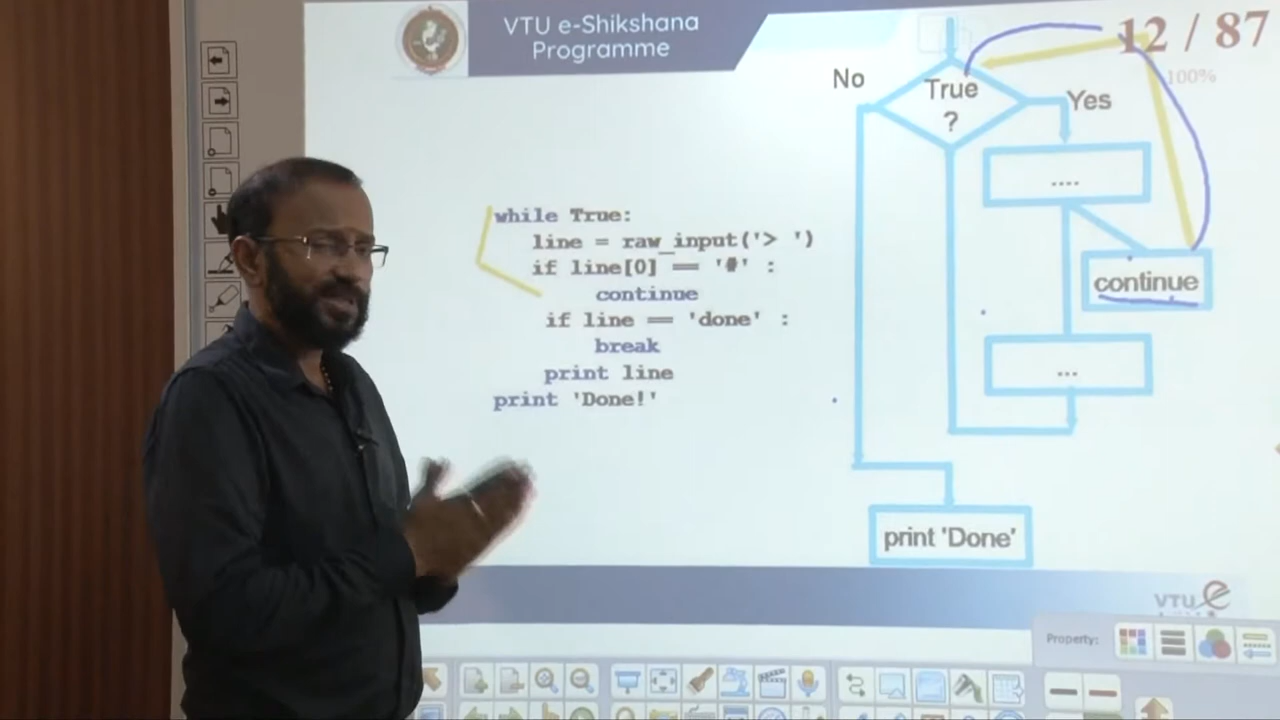 VTU e-Shikshana
Programme
12 / 87
100%
No
True
?
Yes
....
continue
...
print 'Done'
while True:
line = raw_input('> ')
if line[0] == '#' :
continue
if line == 'done' :
break
print line
print 'Done!'
VTU e
Property: